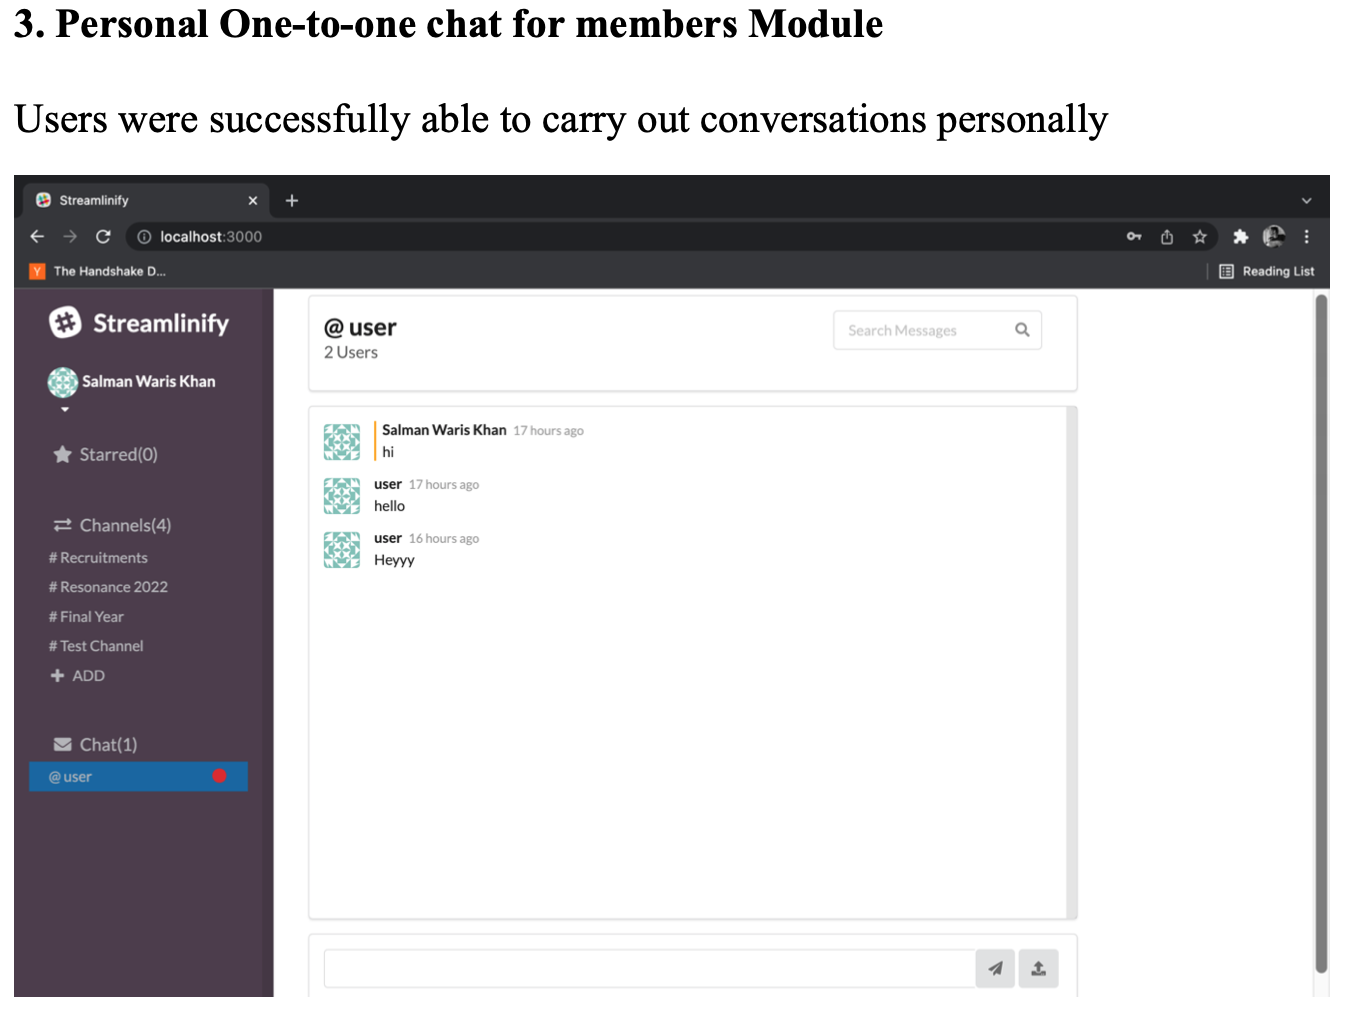 3. Personal One-to-one chat for members Module
Users were successfully able to carry out conversations personally
Streamlinify
localhost:3000
Y The Handshake D...
Reading List
Streamlinify
Salman Waris Khan
Starred(0)
Channels(4)
# Recruitments
# Resonance 2022
# Final Year
# Test Channel
+ ADD
Chat(1)
@ user
@ user
2 Users
Search Messages
Salman Waris Khan 17 hours ago
hi
user 17 hours ago
hello
user 16 hours ago
Heyyy